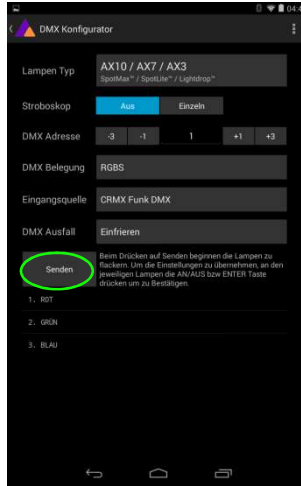 04:4
DMX Konfigurator
Lampen Typ
AX10 / AX7 / AX3
SpotMax™ / SpotLite™ / Lightdrop™
Stroboskop
Aus
Einzeln
DMX Adresse
-3
-1
1
+1
+3
DMX Belegung
RGBS
Eingangsquelle
CRMX Funk DMX
DMX Ausfall
Einfrieren
Senden
Beim Drücken auf Senden beginnen die Lampen zu
flackern. Um die Einstellungen zu übernehmen, an den
jeweiligen Lampen die AN/AUS bzw ENTER Taste
drücken um zu Bestätigen.
1. ROT
2. GRÜN
3. BLAU